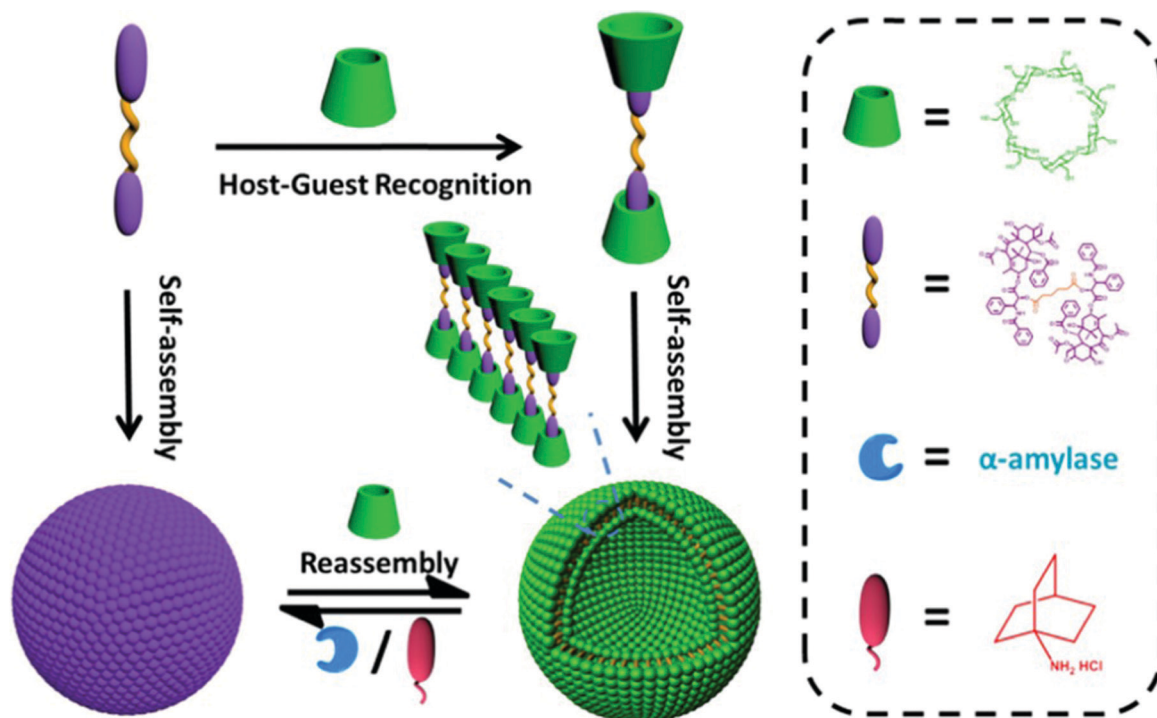 Host-Guest Recognition
Self-assembly
Self-assembly
Reassembly
/
=
=
= α-amylase
=
NH₂ HCl